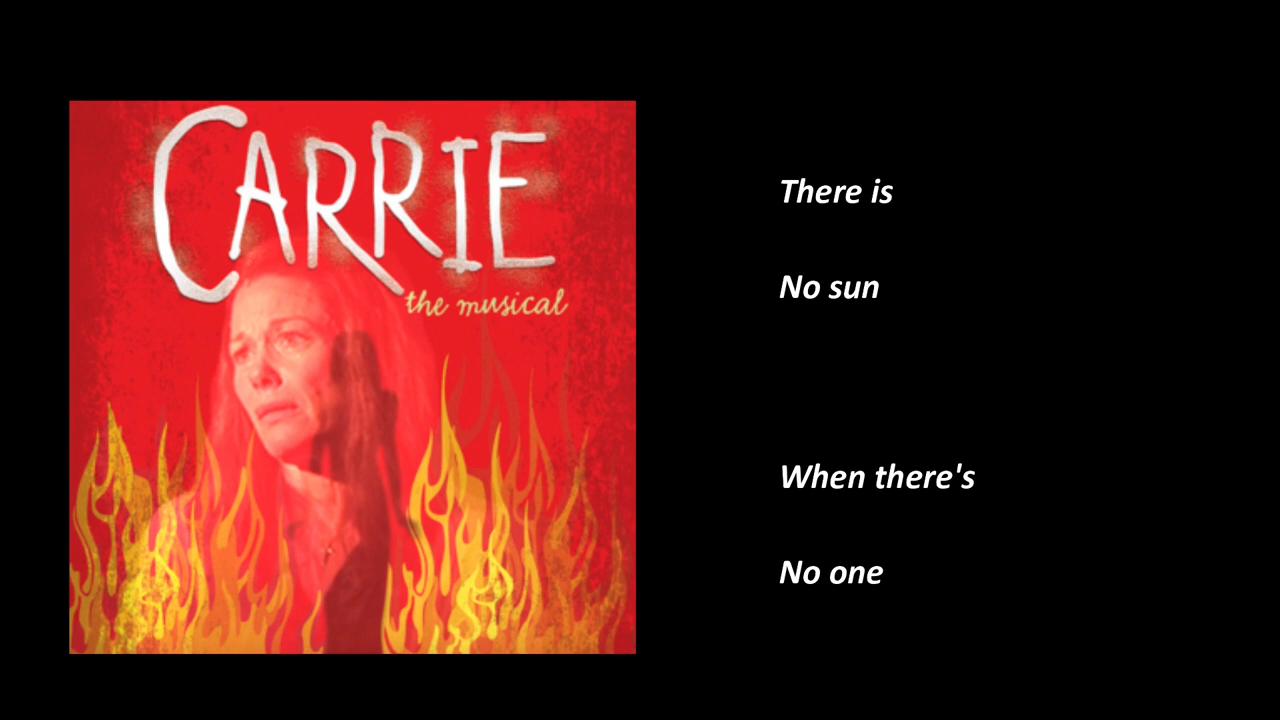 CARRIE
the musical
There is
No sun
When there's
No one